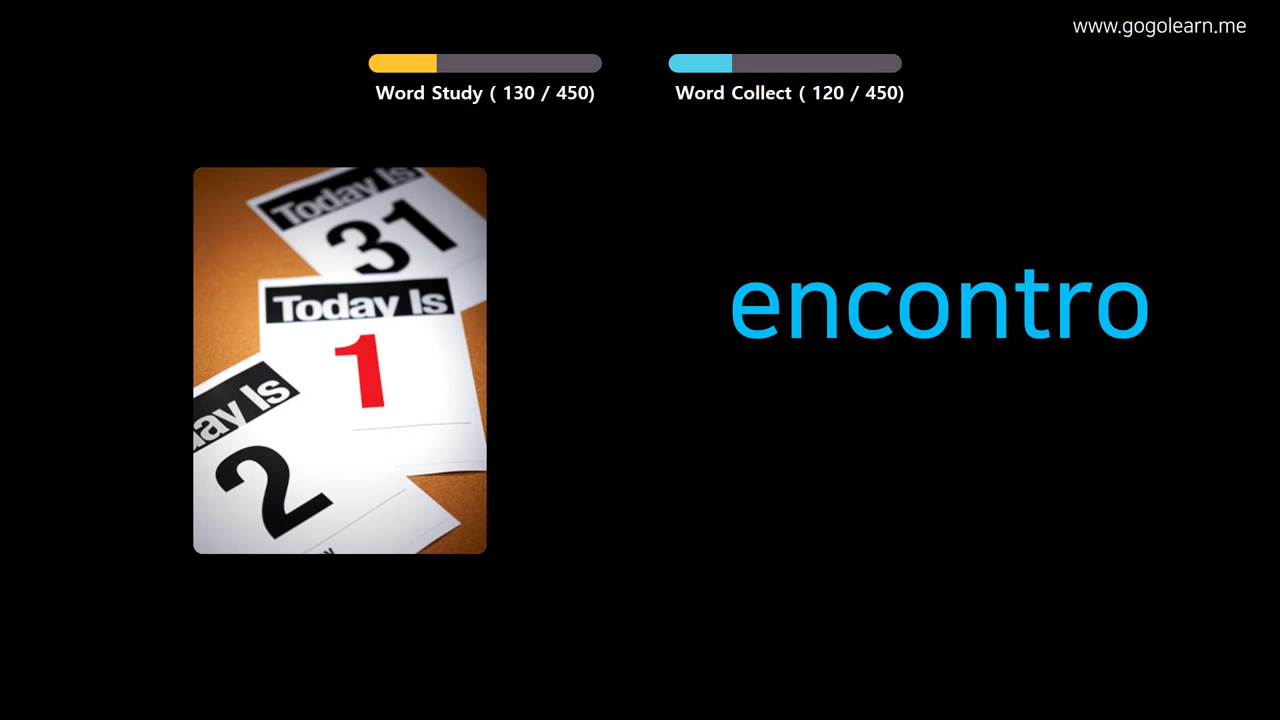 www.gogolearn.me
Word Study ( 130 / 450)
Word Collect ( 120 / 450)
Today Is
31
Today Is
1
ay Is
2
encontro